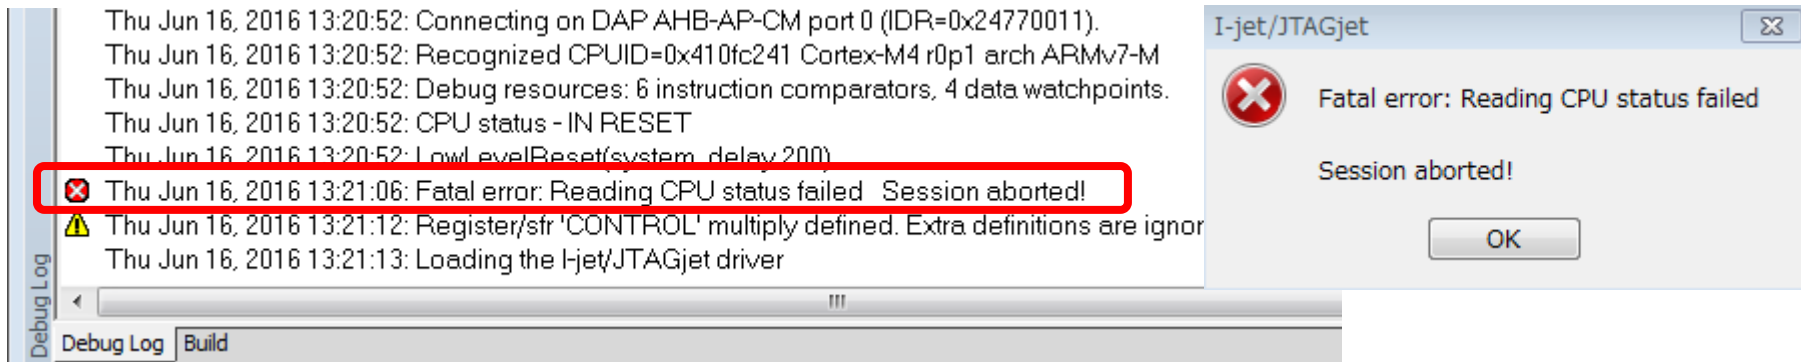 Thu Jun 16, 2016 13:20:52: Connecting on DAP AHB-AP-CM port 0 (IDR=0x24770011).
Thu Jun 16, 2016 13:20:52: Recognized CPUID=0x410fc241 Cortex-M4 r0p1 arch ARMv7-M
Thu Jun 16, 2016 13:20:52: Debug resources: 6 instruction comparators, 4 data watchpoints.
Thu Jun 16, 2016 13:20:52: CPU status - IN RESET
Thu Jun 16, 2016 13:20:52: LowLevelReset(system, delay 200)
Thu Jun 16, 2016 13:21:06: Fatal error: Reading CPU status failed   Session aborted!
Thu Jun 16, 2016 13:21:12: Register/sfr 'CONTROL' multiply defined. Extra definitions are ignor
Thu Jun 16, 2016 13:21:13: Loading the I-jet/JTAGjet driver
Debug Log
Debug Log Build
I-jet/JTAGjet
Fatal error: Reading CPU status failed
Session aborted!
OK